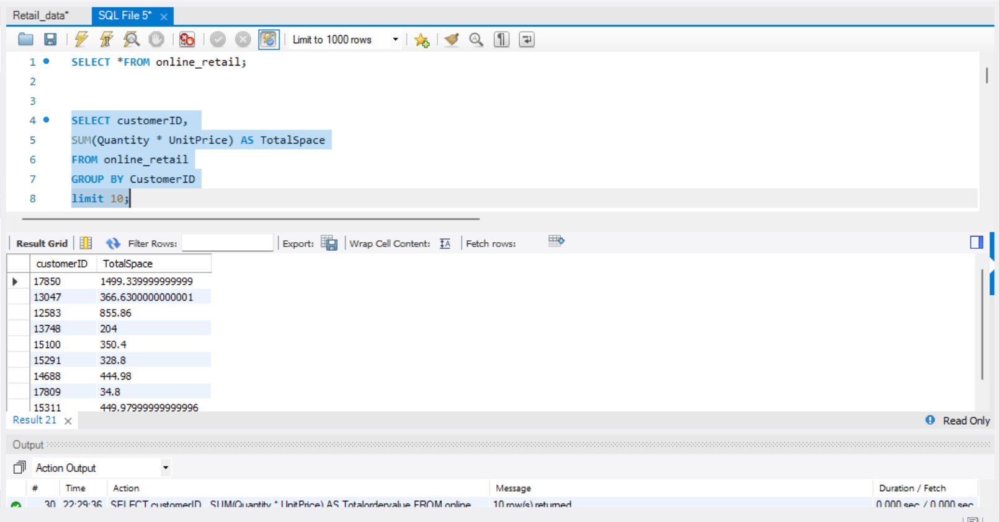 Retail_data* SQL File 5* ×
Limit to 1000 rows
1 SELECT *FROM online_retail;
2
3
4 SELECT customerID,
5 SUM(Quantity * UnitPrice) AS TotalSpace
6 FROM online_retail
7 GROUP BY CustomerID
8 limit 10;
Result Grid Filter Rows: Export: Wrap Cell Content: Fetch rows:
customerID TotalSpace
17850 1499.339999999999
13047 366.6300000000001
12583 855.86
13748 204
15100 350.4
15291 328.8
14688 444.98
17809 34.8
15311 449.97999999999996
Result 21 × Read Only
Output
Action Output
# Time Action Message Duration / Fetch
30 22:29:36 SELECT customerID, SUM(Quantity * UnitPrice) AS Totalordervalue FROM online 10 row(s) returned 0.000 sec / 0.000 sec